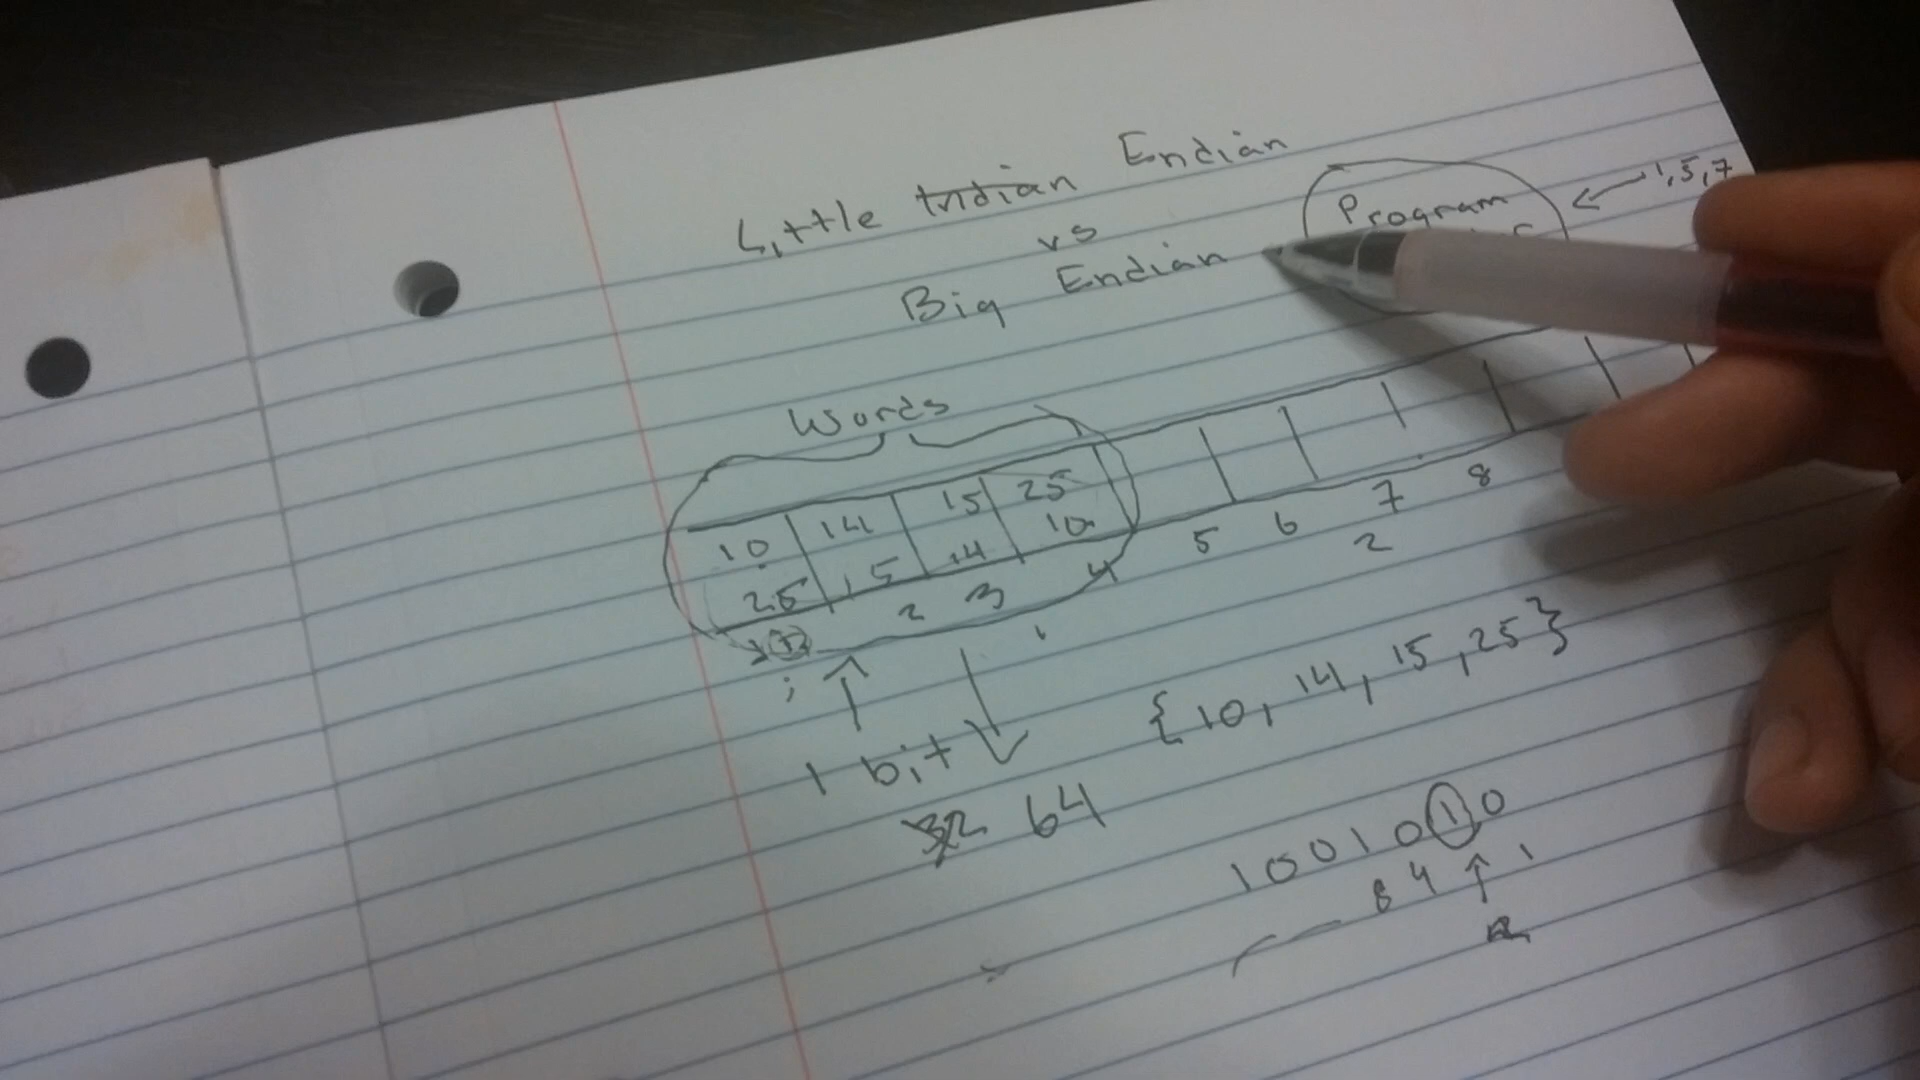 Little Indian Endian
vs
Big Endian
Program
1,5,7
Words
10 14 15 25
25 15 14 10
2 3 4 5 6 7 8
1 2
1 bit
32 64
{10, 14, 15, 25}
1001010
8 4 1
2